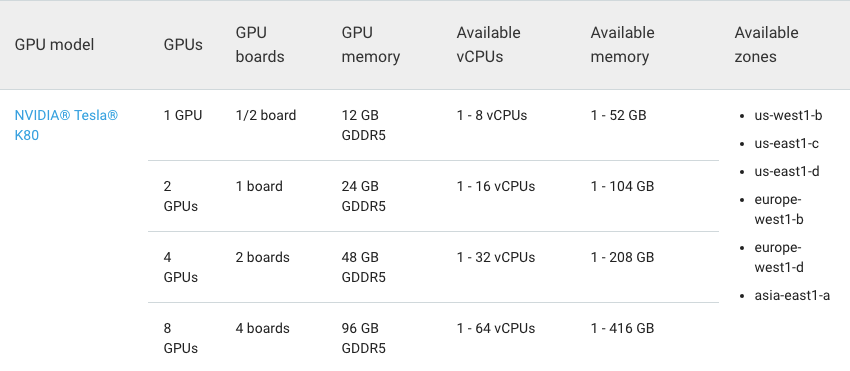 GPU model
GPUs
GPU
boards
GPU
memory
Available
vCPUs
Available
memory
Available
zones
NVIDIA® Tesla®
K80
1 GPU
1/2 board
12 GB
GDDR5
1 - 8 vCPUs
1 - 52 GB
2
GPUs
1 board
24 GB
GDDR5
1 - 16 vCPUs
1 - 104 GB
4
GPUs
2 boards
48 GB
GDDR5
1 - 32 vCPUs
1 - 208 GB
8
GPUs
4 boards
96 GB
GDDR5
1 - 64 vCPUs
1 - 416 GB
• us-west1-b
• us-east1-c
• us-east1-d
• europe-
west1-b
• europe-
west1-d
• asia-east1-a